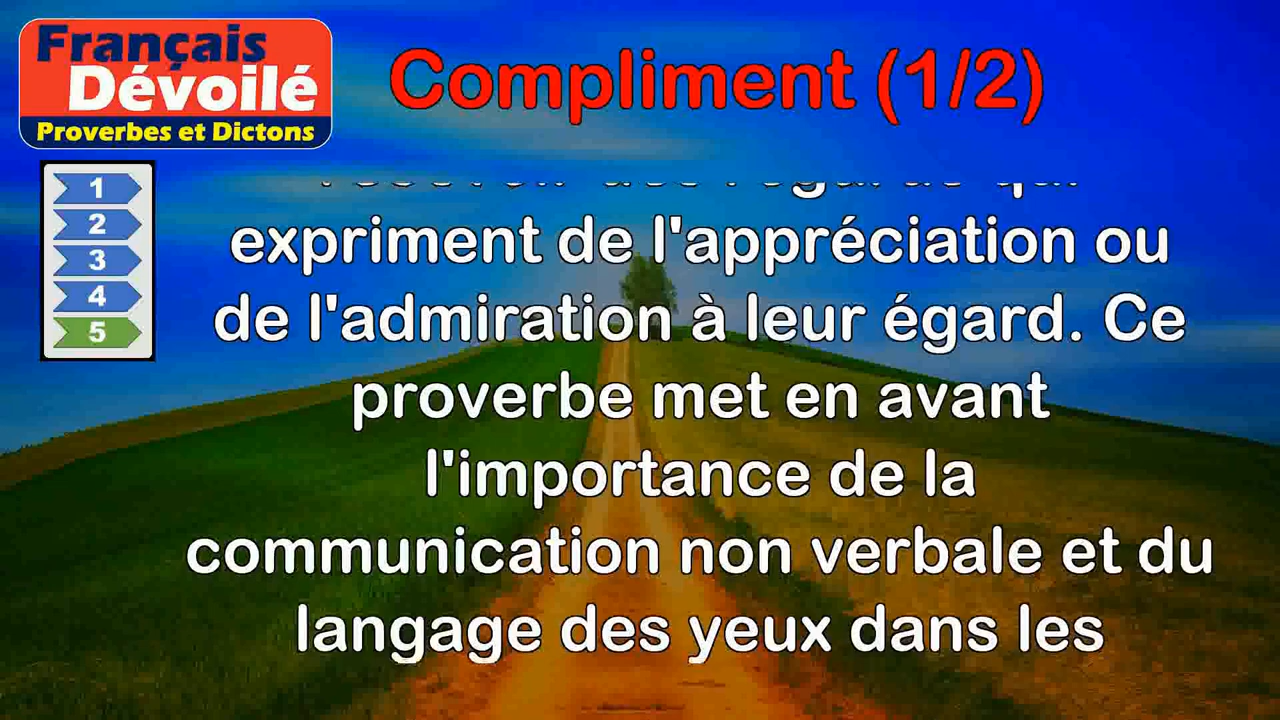 Français
Dévoilé
Proverbes et Dictons
Compliment (1/2)
1
2
3
4
5
expriment de l'appréciation ou
de l'admiration à leur égard. Ce
proverbe met en avant
l'importance de la
communication non verbale et du
langage des yeux dans les